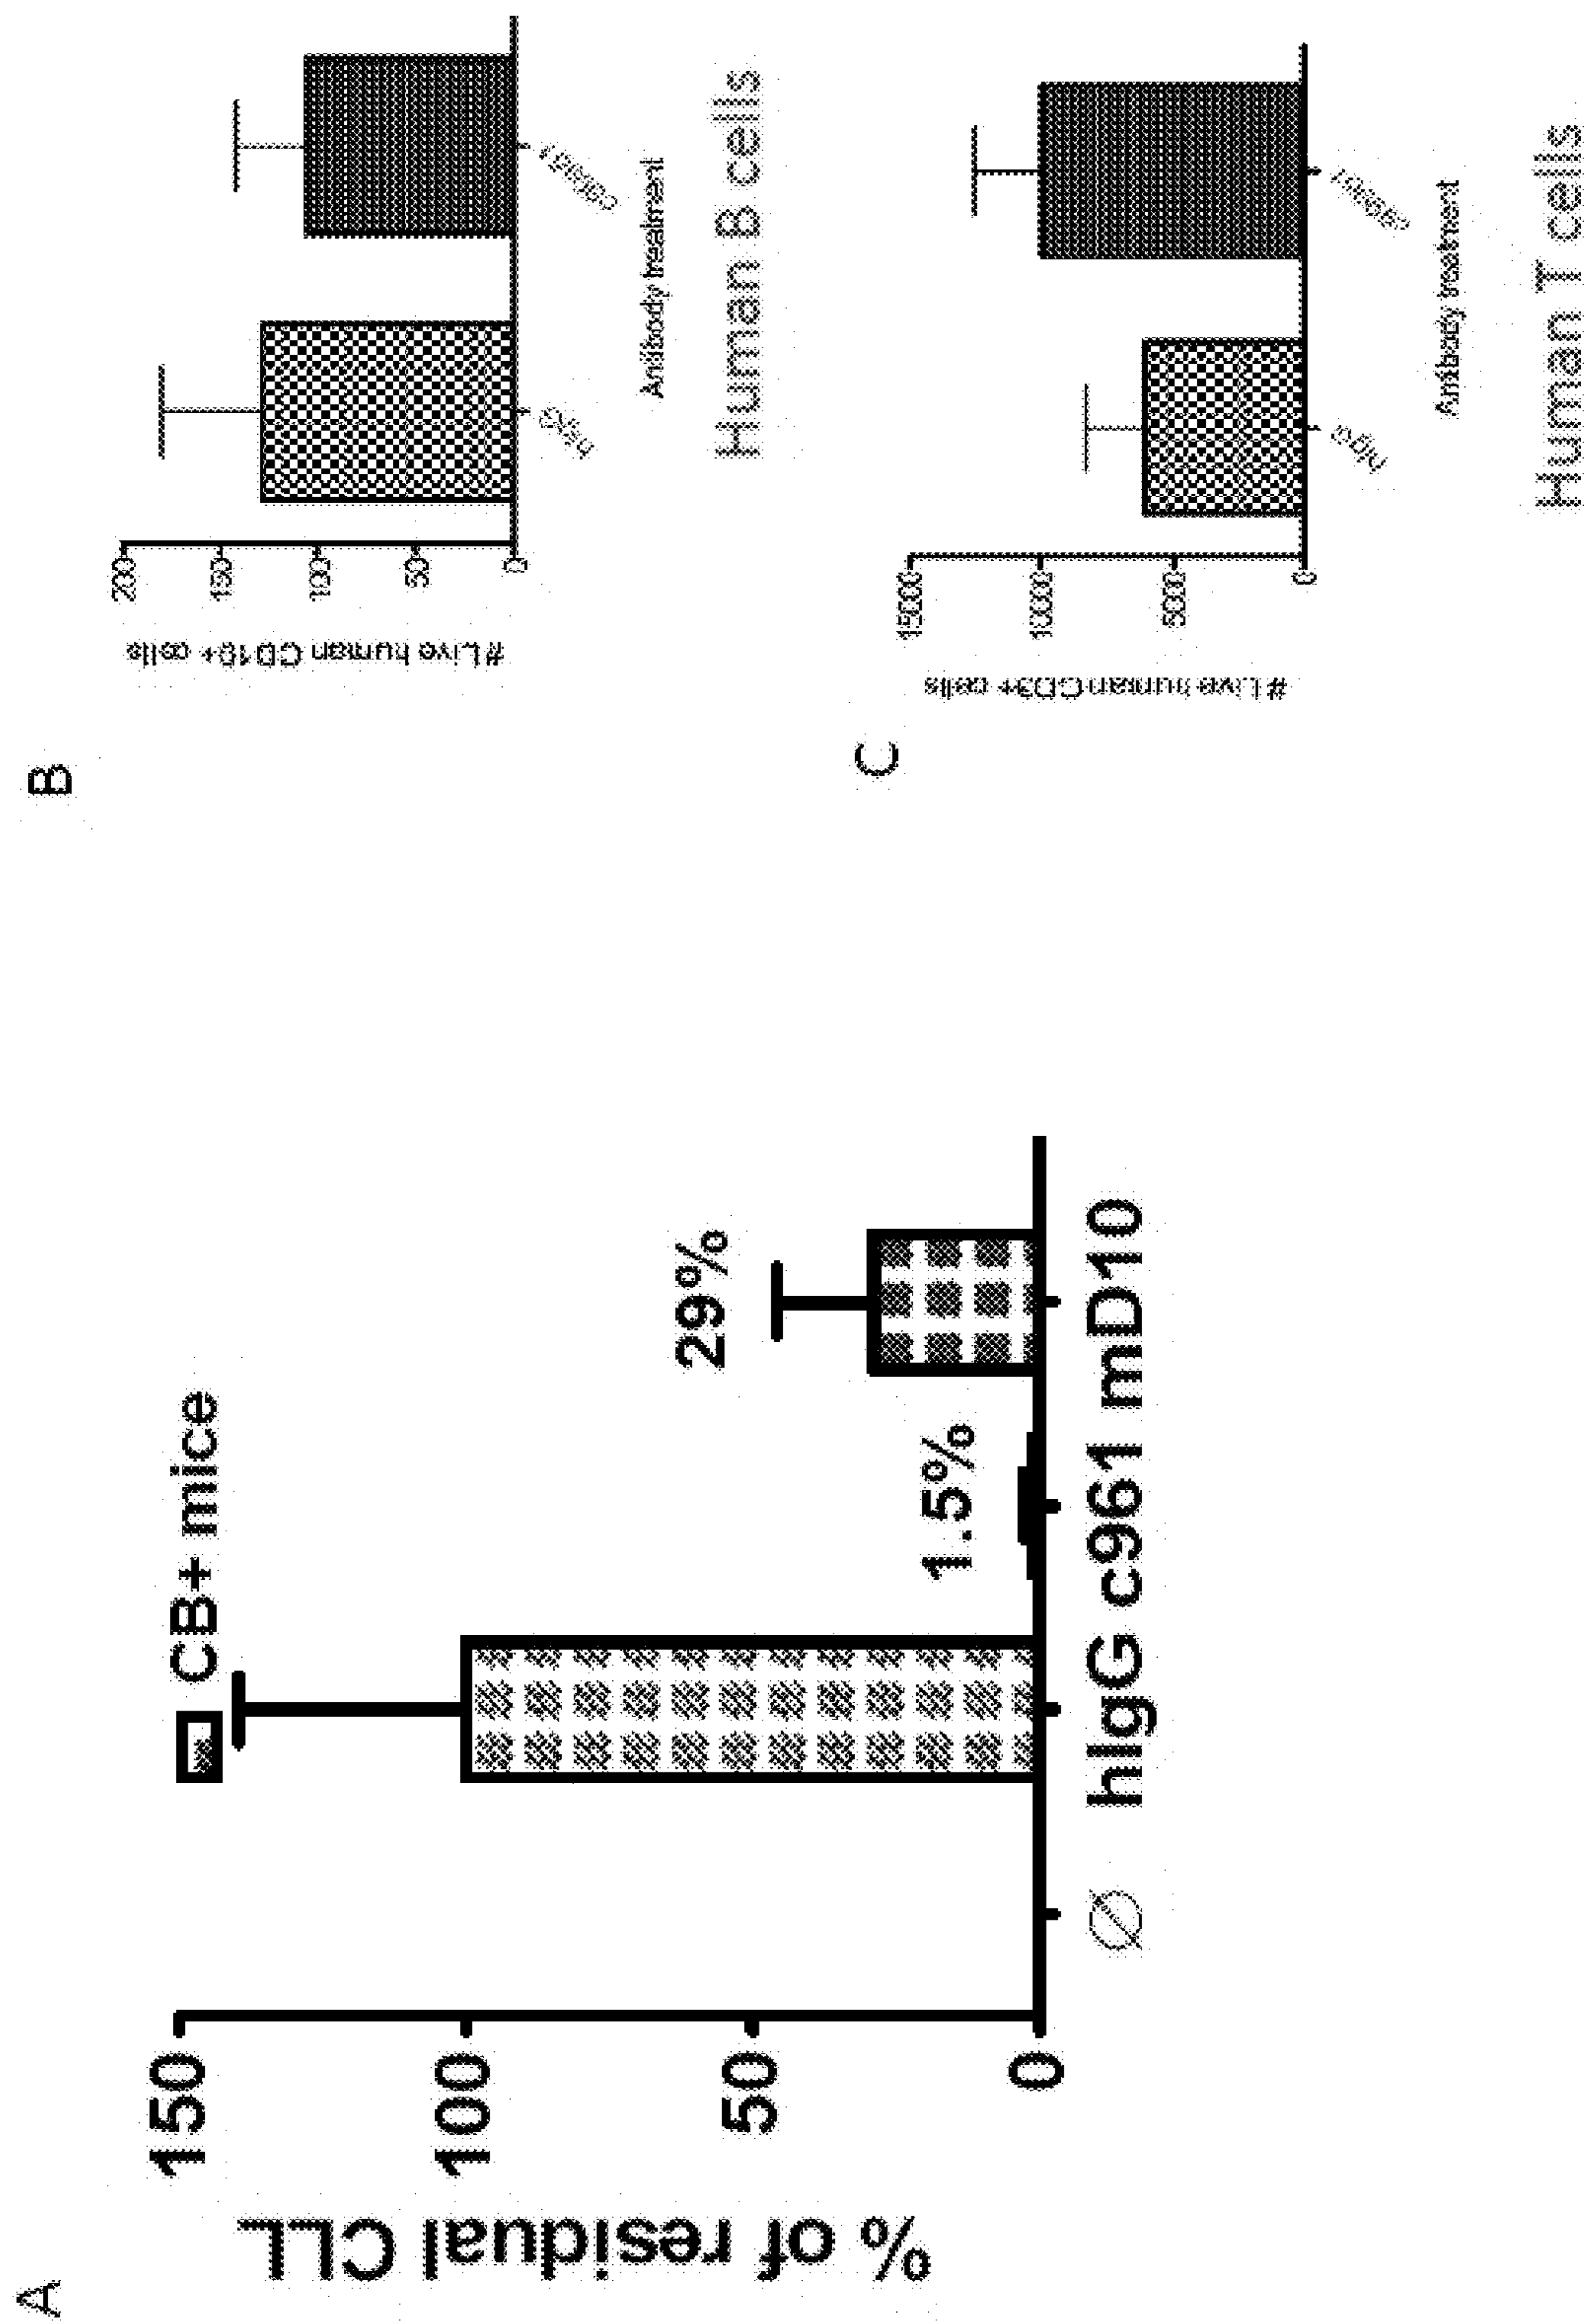 A
% of residual CLL
150
100
50
0
CB+ mice
1.5%
29%
Ø hIgG c961 mD10
B
#Live human CD19+ cells
200
150
100
50
0
Antibody treatment
Human B cells
C
#Live human CD3+ cells
15000
10000
5000
0
hIgG
Antibody treatment
Human T cells